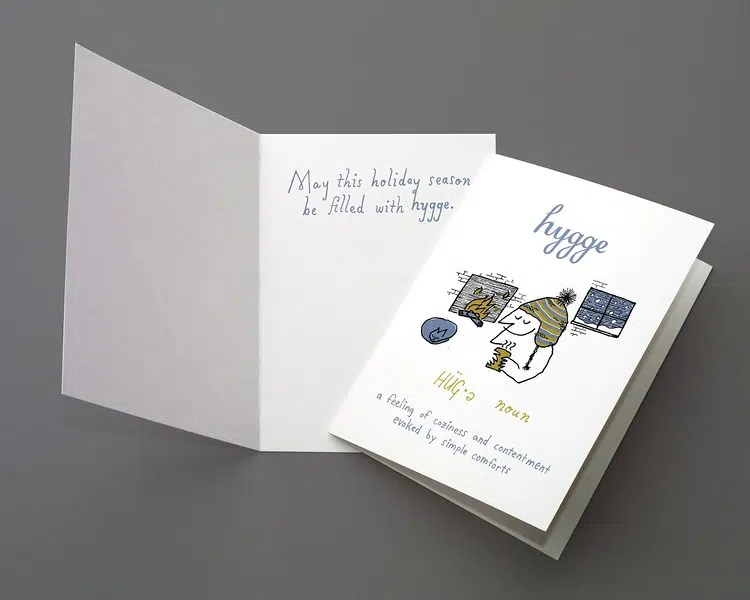 May this holiday season
be filled with hygge.
hygge
HÜG•ə noun
a feeling of coziness and contentment
evoked by simple comforts